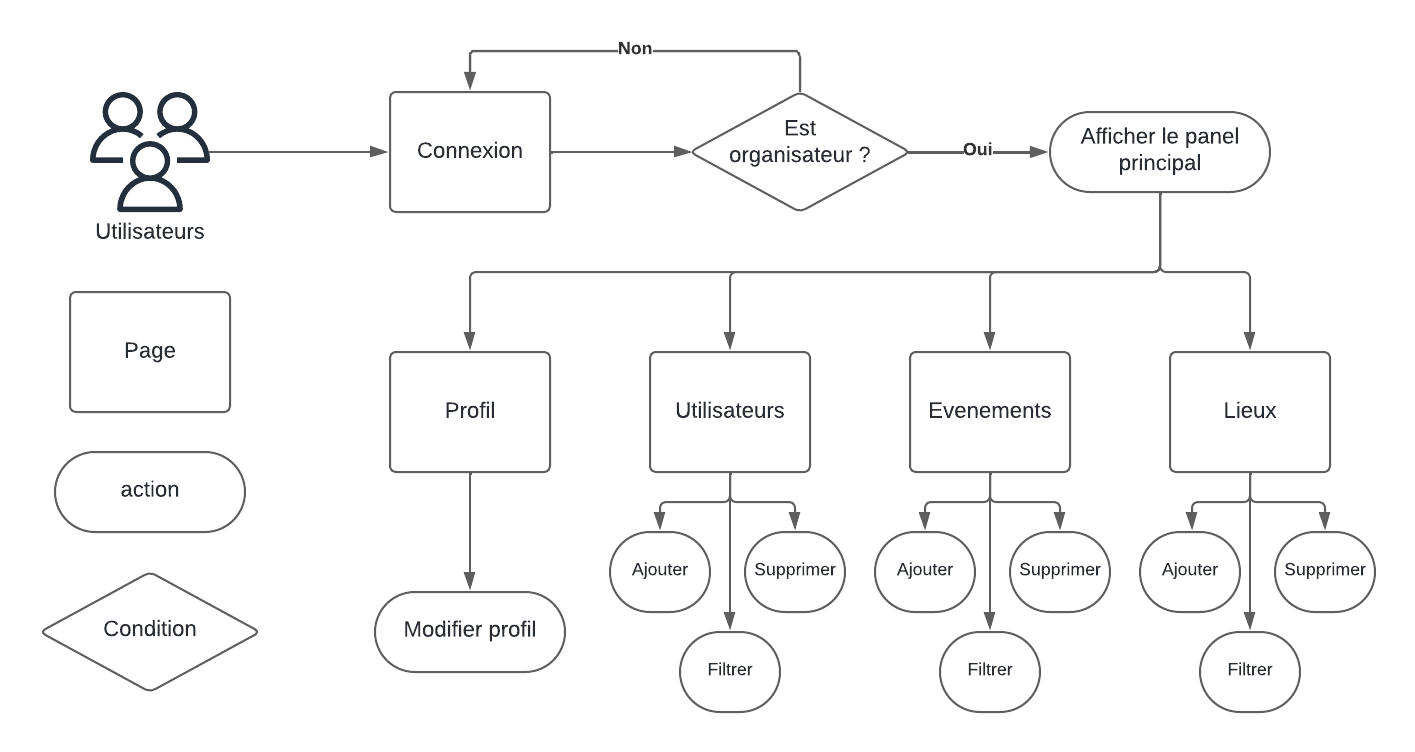 Non
Utilisateurs
Connexion
Est
organisateur ?
Oui
Afficher le panel
principal
Page
action
Condition
Profil
Utilisateurs
Evenements
Lieux
Modifier profil
Ajouter
Supprimer
Filtrer
Ajouter
Supprimer
Filtrer
Ajouter
Supprimer
Filtrer